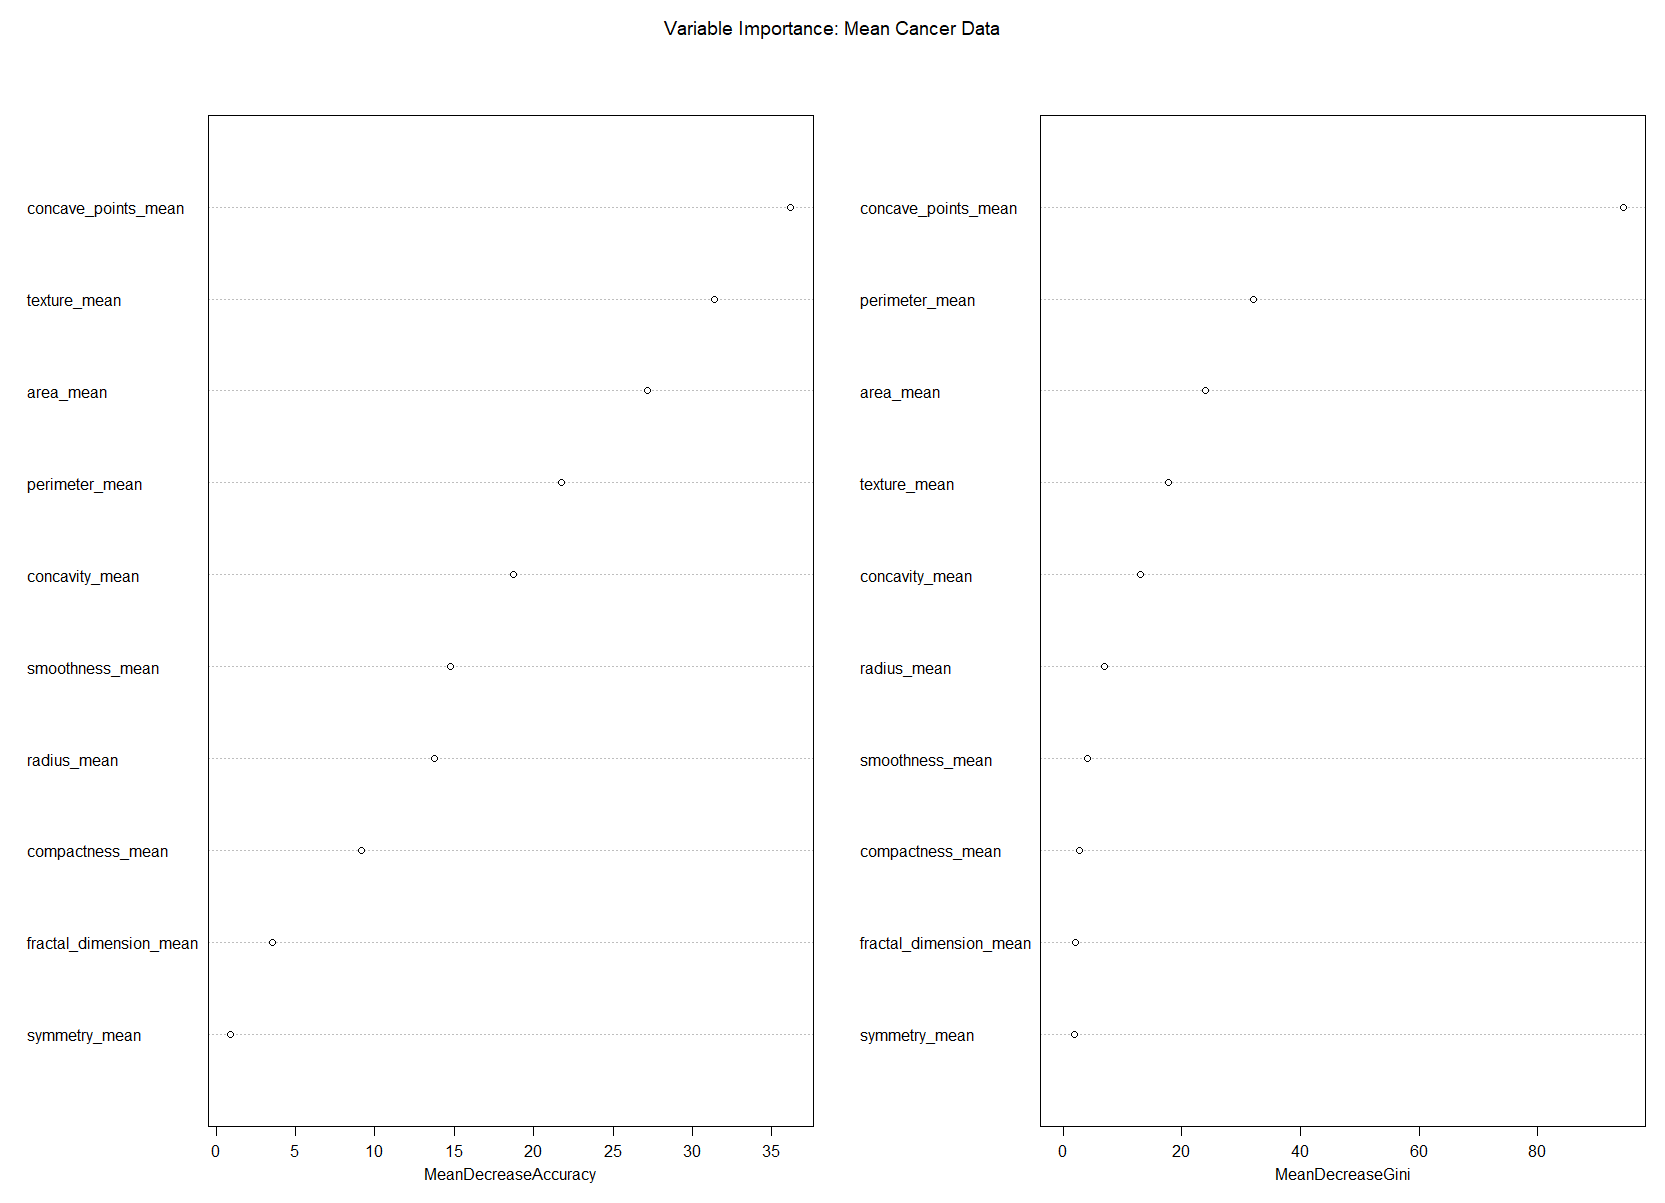 Variable Importance: Mean Cancer Data
concave_points_mean
texture_mean
area_mean
perimeter_mean
concavity_mean
smoothness_mean
radius_mean
compactness_mean
fractal_dimension_mean
symmetry_mean
0 5 10 15 20 25 30 35
MeanDecreaseAccuracy
concave_points_mean
perimeter_mean
area_mean
texture_mean
concavity_mean
radius_mean
smoothness_mean
compactness_mean
fractal_dimension_mean
symmetry_mean
0 20 40 60 80
MeanDecreaseGini